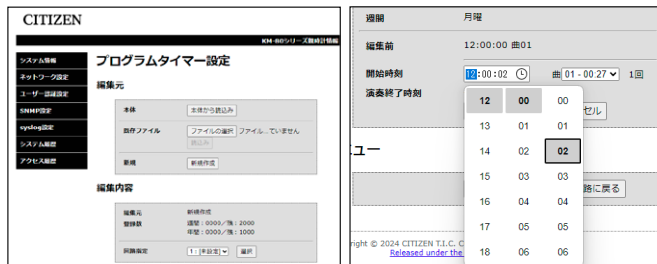 CITIZEN
KM-80シリーズ親時計情報
システム情報
ネットワーク設定
ユーザー認証設定
SNMP設定
syslog設定
システム履歴
アクセス履歴
プログラムタイマー設定
編集元
本体 本体から読込み
既存ファイル ファイルの選択 ファイル...ていません
読込み
新規 新規作成
編集内容
編集元 新規作成
登録数 週間：0000／残：2000
年間：0000／残：1000
回路指定 1：[未設定] 選択
週間 月曜
編集前 12:00:00 曲01
開始時刻 12:00:02 曲 01 - 00:27 1回
演奏終了時刻
12 00 00
セル
13 01 01
14 02 02
ュー
15 03 03
16 04 04
路に戻る
17 05 05
right © 2024 CITIZEN T.I.C. C
Released under the
18 06 06